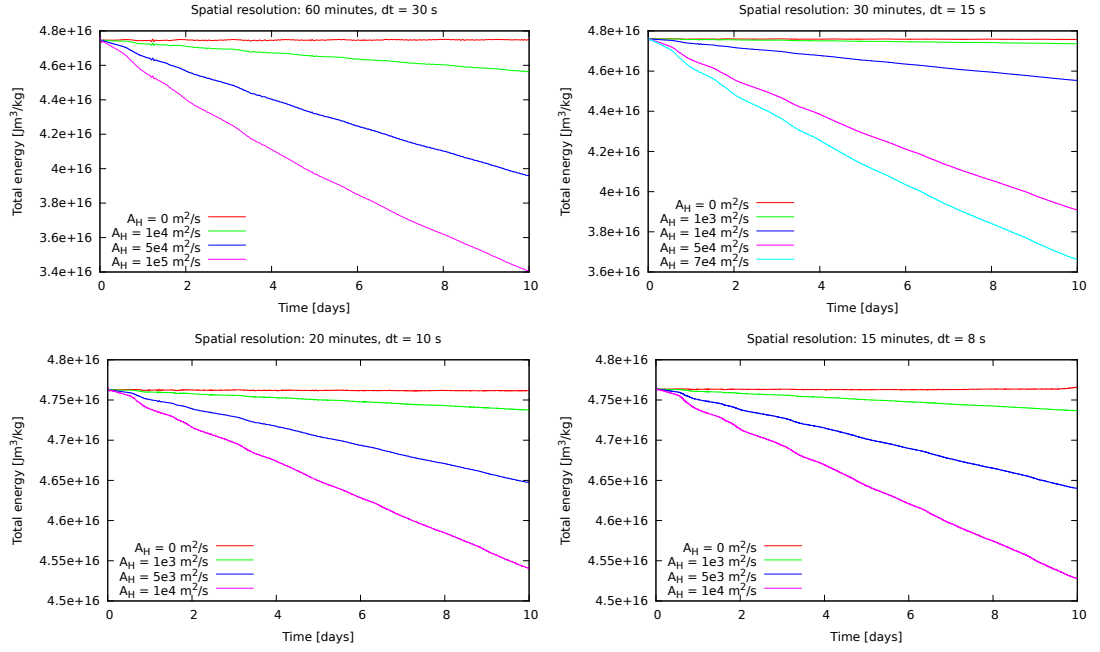 Spatial resolution: 60 minutes, dt = 30 s
4.8e+16
4.6e+16
4.4e+16
4.2e+16
4e+16
3.8e+16
3.6e+16
3.4e+16
Total energy [Jm³/kg]
A_H = 0 m²/s
A_H = 1e4 m²/s
A_H = 5e4 m²/s
A_H = 1e5 m²/s
0 2 4 6 8 10
Time [days]
Spatial resolution: 30 minutes, dt = 15 s
4.8e+16
4.6e+16
4.4e+16
4.2e+16
4e+16
3.8e+16
3.6e+16
Total energy [Jm³/kg]
A_H = 0 m²/s
A_H = 1e3 m²/s
A_H = 1e4 m²/s
A_H = 5e4 m²/s
A_H = 7e4 m²/s
0 2 4 6 8 10
Time [days]
Spatial resolution: 20 minutes, dt = 10 s
4.8e+16
4.75e+16
4.7e+16
4.65e+16
4.6e+16
4.55e+16
4.5e+16
Total energy [Jm³/kg]
A_H = 0 m²/s
A_H = 1e3 m²/s
A_H = 5e3 m²/s
A_H = 1e4 m²/s
0 2 4 6 8 10
Time [days]
Spatial resolution: 15 minutes, dt = 8 s
4.8e+16
4.75e+16
4.7e+16
4.65e+16
4.6e+16
4.55e+16
4.5e+16
Total energy [Jm³/kg]
A_H = 0 m²/s
A_H = 1e3 m²/s
A_H = 5e3 m²/s
A_H = 1e4 m²/s
0 2 4 6 8 10
Time [days]